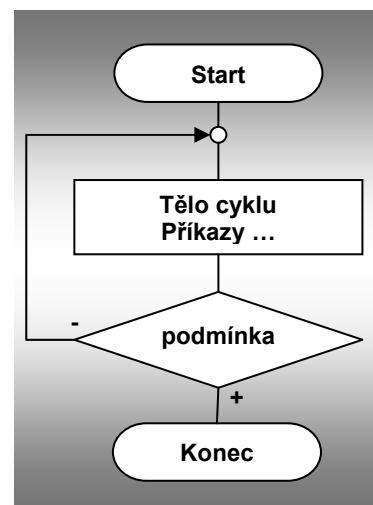 Start
Tělo cyklu
Příkazy …
podmínka
-
+
Konec